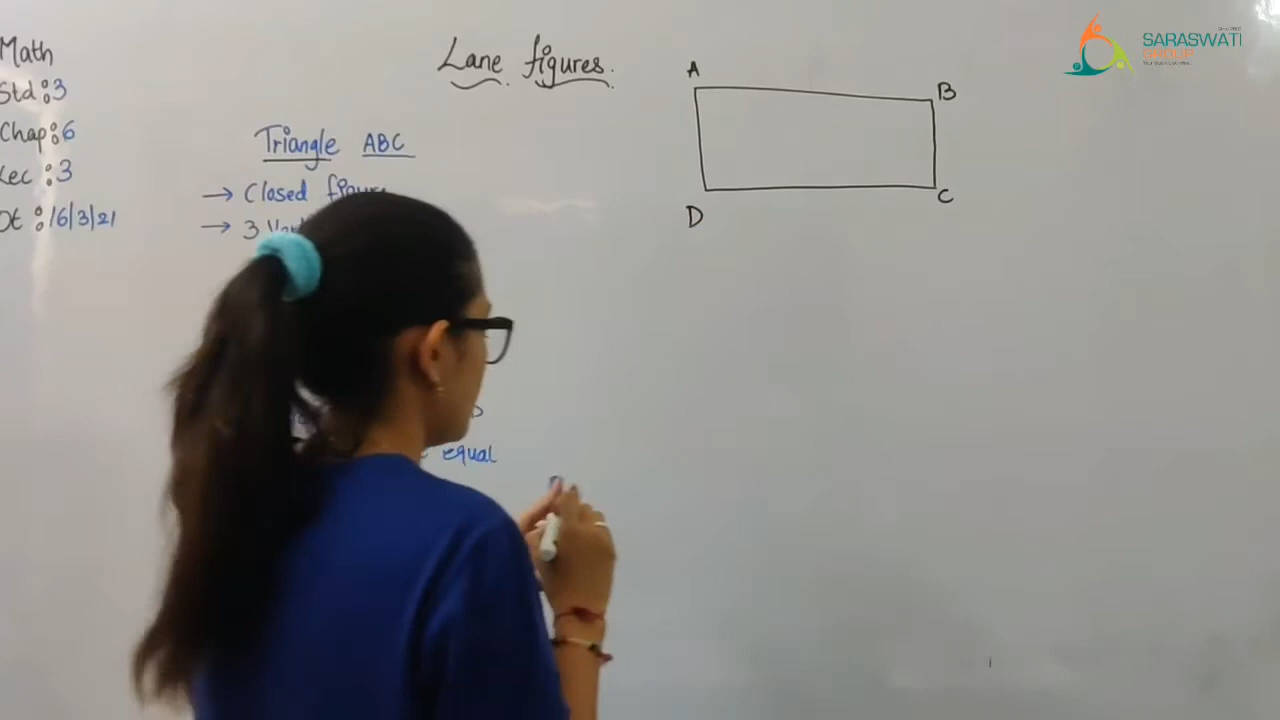 Math
Std : 3
Chap : 6
Lec : 3
Dt : 16/3/21
Lane figures.
Triangle ABC
→ Closed
→ 3
equal
A
B
C
D
SARASWATI
GROUP